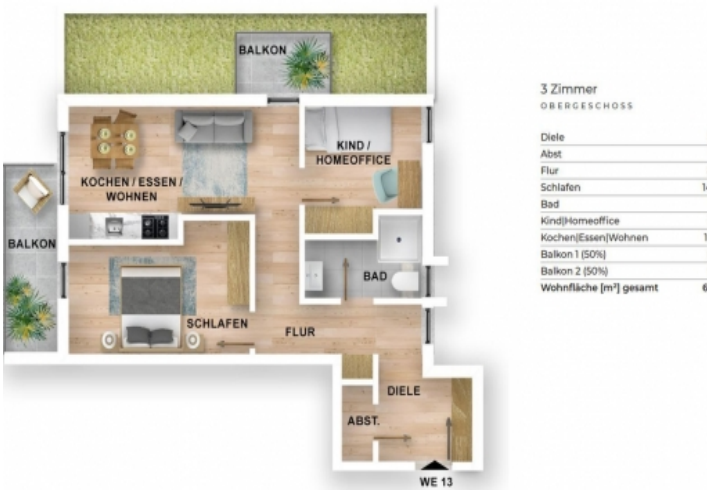 BALKON
KIND /
HOMEOFFICE
KOCHEN / ESSEN /
WOHNEN
BALKON
BAD
SCHLAFEN
FLUR
DIELE
ABST.
WE 13
3 Zimmer
OBERGESCHOSS
Diele
Abst
Flur
Schlafen
Bad
Kind|Homeoffice
Kochen|Essen|Wohnen
Balkon 1 (50%)
Balkon 2 (50%)
Wohnfläche [m²] gesamt